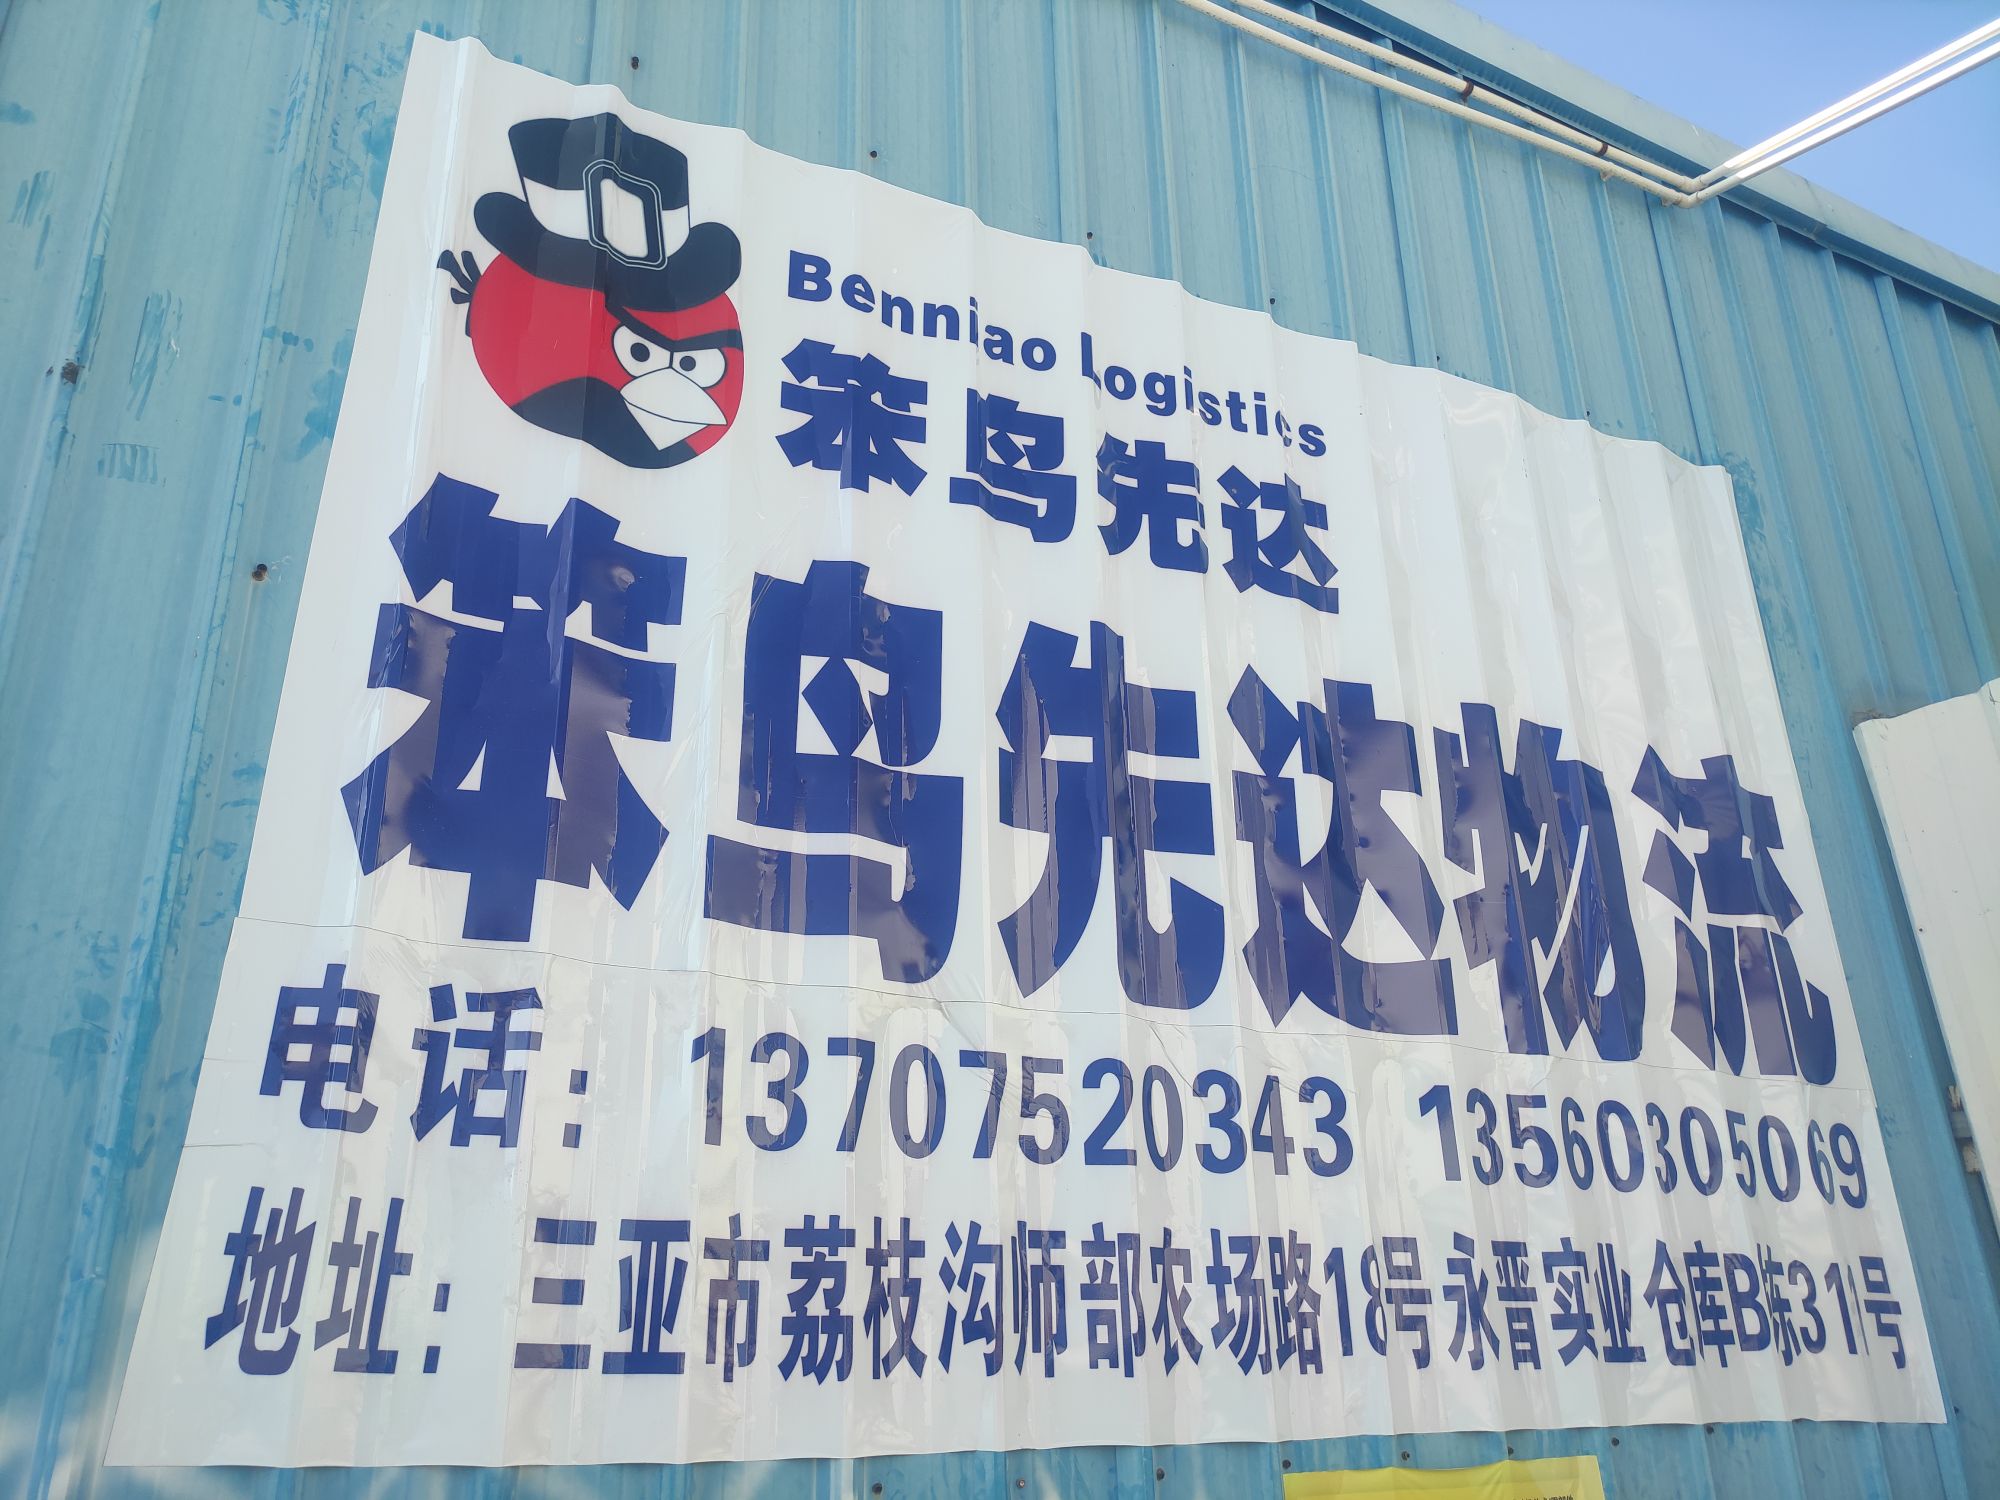 Benniao Logistics
笨鸟先达
笨鸟先达物流
电话：13707520343 13560305069
地址：三亚市荔枝沟师部农场路18号永晋实业仓库B栋311号